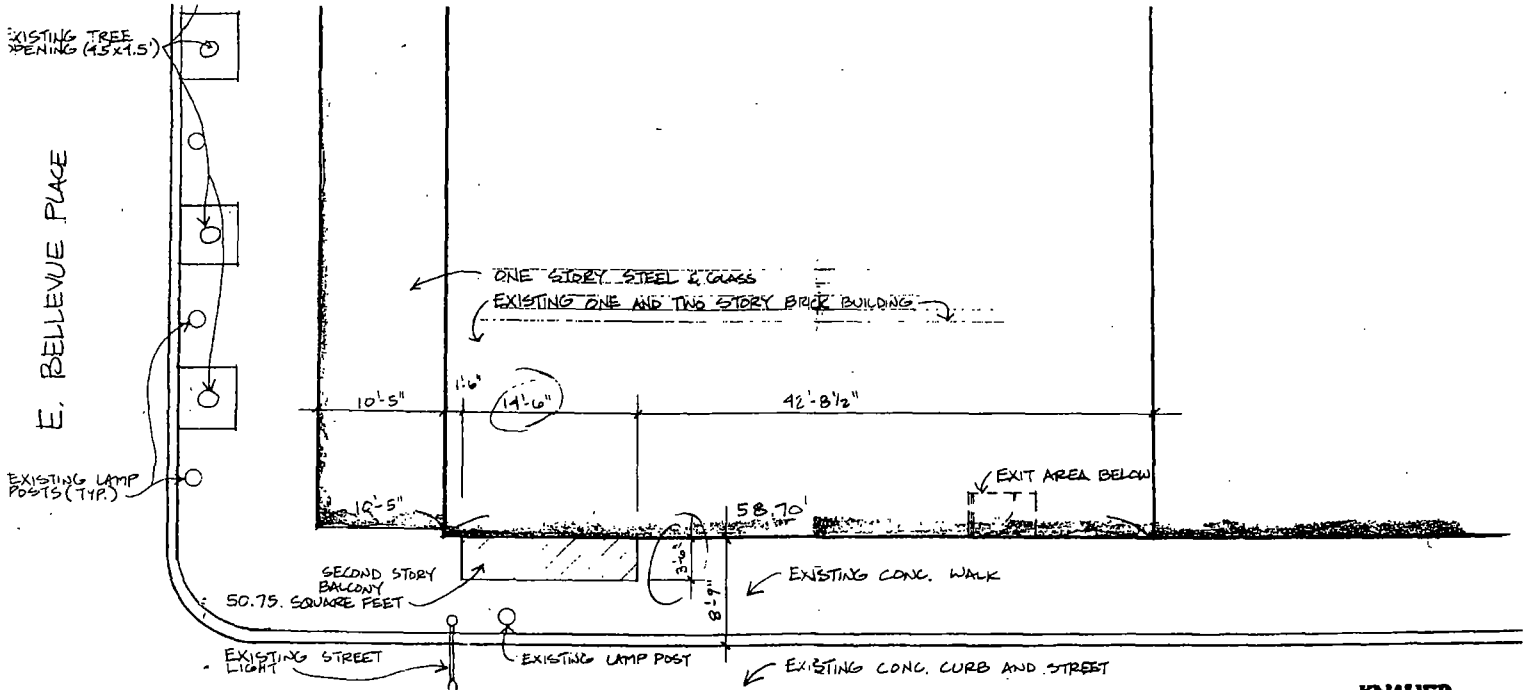 EXISTING TREE
OPENING (4.5x4.5')
E. BELLEVUE PLACE
ONE STORY STEEL & GLASS
EXISTING ONE AND TWO STORY BRICK BUILDING
1'-6"
10'-5"
14'-6"
42'-8 1/2"
EXISTING LAMP
POSTS (TYP.)
EXIT AREA BELOW
10'-5"
58.70'
3'-6"
8'-9"
SECOND STORY
BALCONY
50.75. SQUARE FEET
EXISTING CONC. WALK
EXISTING STREET
LIGHT
EXISTING LAMP POST
EXISTING CONC. CURB AND STREET